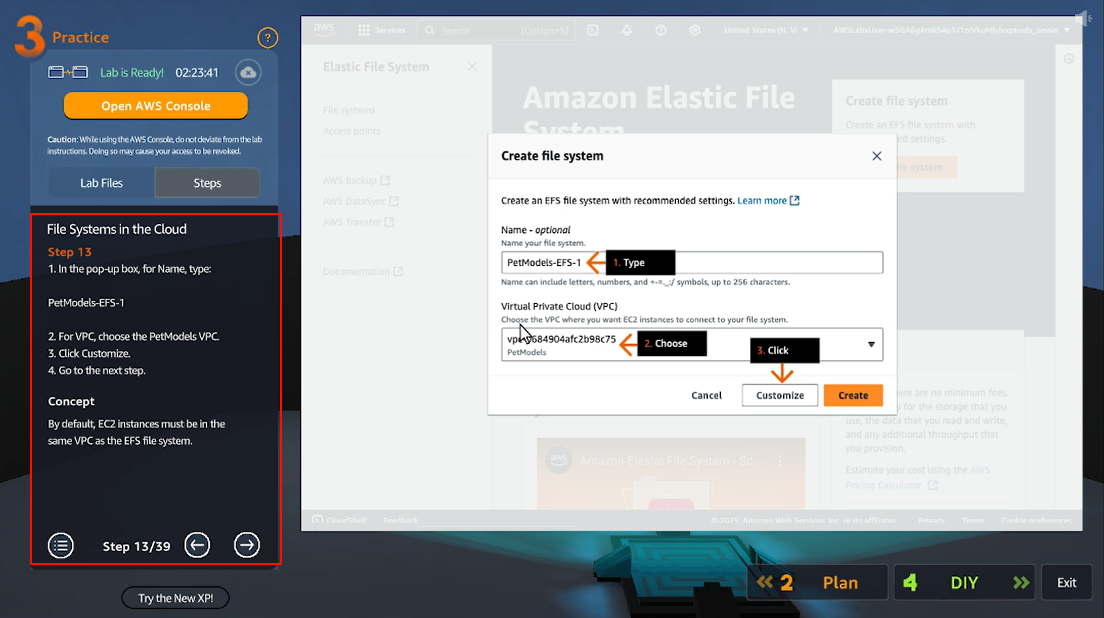 3 Practice
?
Lab is Ready! 02:23:41
Open AWS Console
Caution: While using the AWS Console, do not deviate from the lab
instructions. Doing so may cause your access to be revoked.
Lab Files
Steps
File Systems in the Cloud
Step 13
1. In the pop-up box, for Name, type:
PetModels-EFS-1
2. For VPC, choose the PetModels VPC.
3. Click Customize.
4. Go to the next step.
Concept
By default, EC2 instances must be in the
same VPC as the EFS file system.
Step 13/39
Try the New XP!
aws
Services
Search
[Option+S]
United States (N. Vi
Elastic File System
File systems
Access points
AWS Backup
AWS DataSync
AWS Transfer
Documentation
Amazon Elastic File
System
Create file system
Create an EFS file system with
settings.
file system
Create file system
Create an EFS file system with recommended settings. Learn more
Name - optional
Name your file system.
PetModels-EFS-1
1. Type
Name can include letters, numbers, and +-=._:/ symbols, up to 256 characters.
Virtual Private Cloud (VPC)
Choose the VPC where you want EC2 instances to connect to your file system.
PetModels
2. Choose
3. Click
Cancel
Customize
Create
here are no minimum fees.
y for the storage that you
use, the data that you read and write,
and any additional throughput that
you provision.
Estimate your cost using the AWS
Pricing Calculator
aws
Amazon Elastic File System - Sc...
CloudShell
Feedback
© 2025, Amazon Web Services, Inc. or its affiliates.
Privacy
Terms
Cookie preferences
2 Plan
4 DIY
Exit